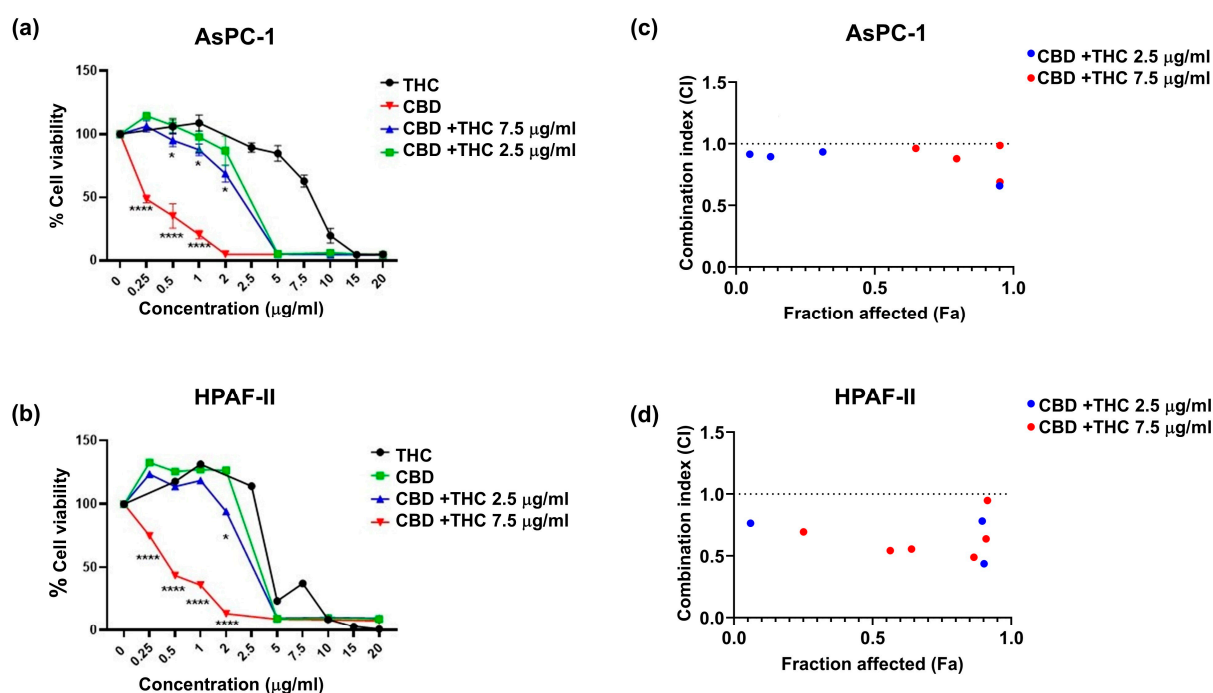 (a)
AsPC-1
% Cell viability
150
100
50
0
0
0.25
0.5
1
2
2.5
5
7.5
10
15
20
Concentration (μg/ml)
****
****
****
*
*
*
THC
CBD
CBD +THC 7.5 μg/ml
CBD +THC 2.5 μg/ml
(c)
AsPC-1
Combination index (CI)
1.5
1.0
0.5
0.0
0.0
0.5
1.0
Fraction affected (Fa)
CBD +THC 2.5 μg/ml
CBD +THC 7.5 μg/ml
(b)
HPAF-II
% Cell viability
150
100
50
0
0
0.25
0.5
1
2
2.5
5
7.5
10
15
20
Concentration (μg/ml)
****
****
****
****
*
THC
CBD
CBD +THC 2.5 μg/ml
CBD +THC 7.5 μg/ml
(d)
HPAF-II
Combination index (CI)
1.5
1.0
0.5
0.0
0.0
0.5
1.0
Fraction affected (Fa)
CBD +THC 2.5 μg/ml
CBD +THC 7.5 μg/ml